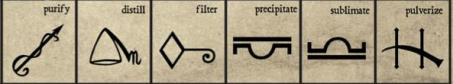 purify
distill
filter
precipitate
sublimate
pulverize